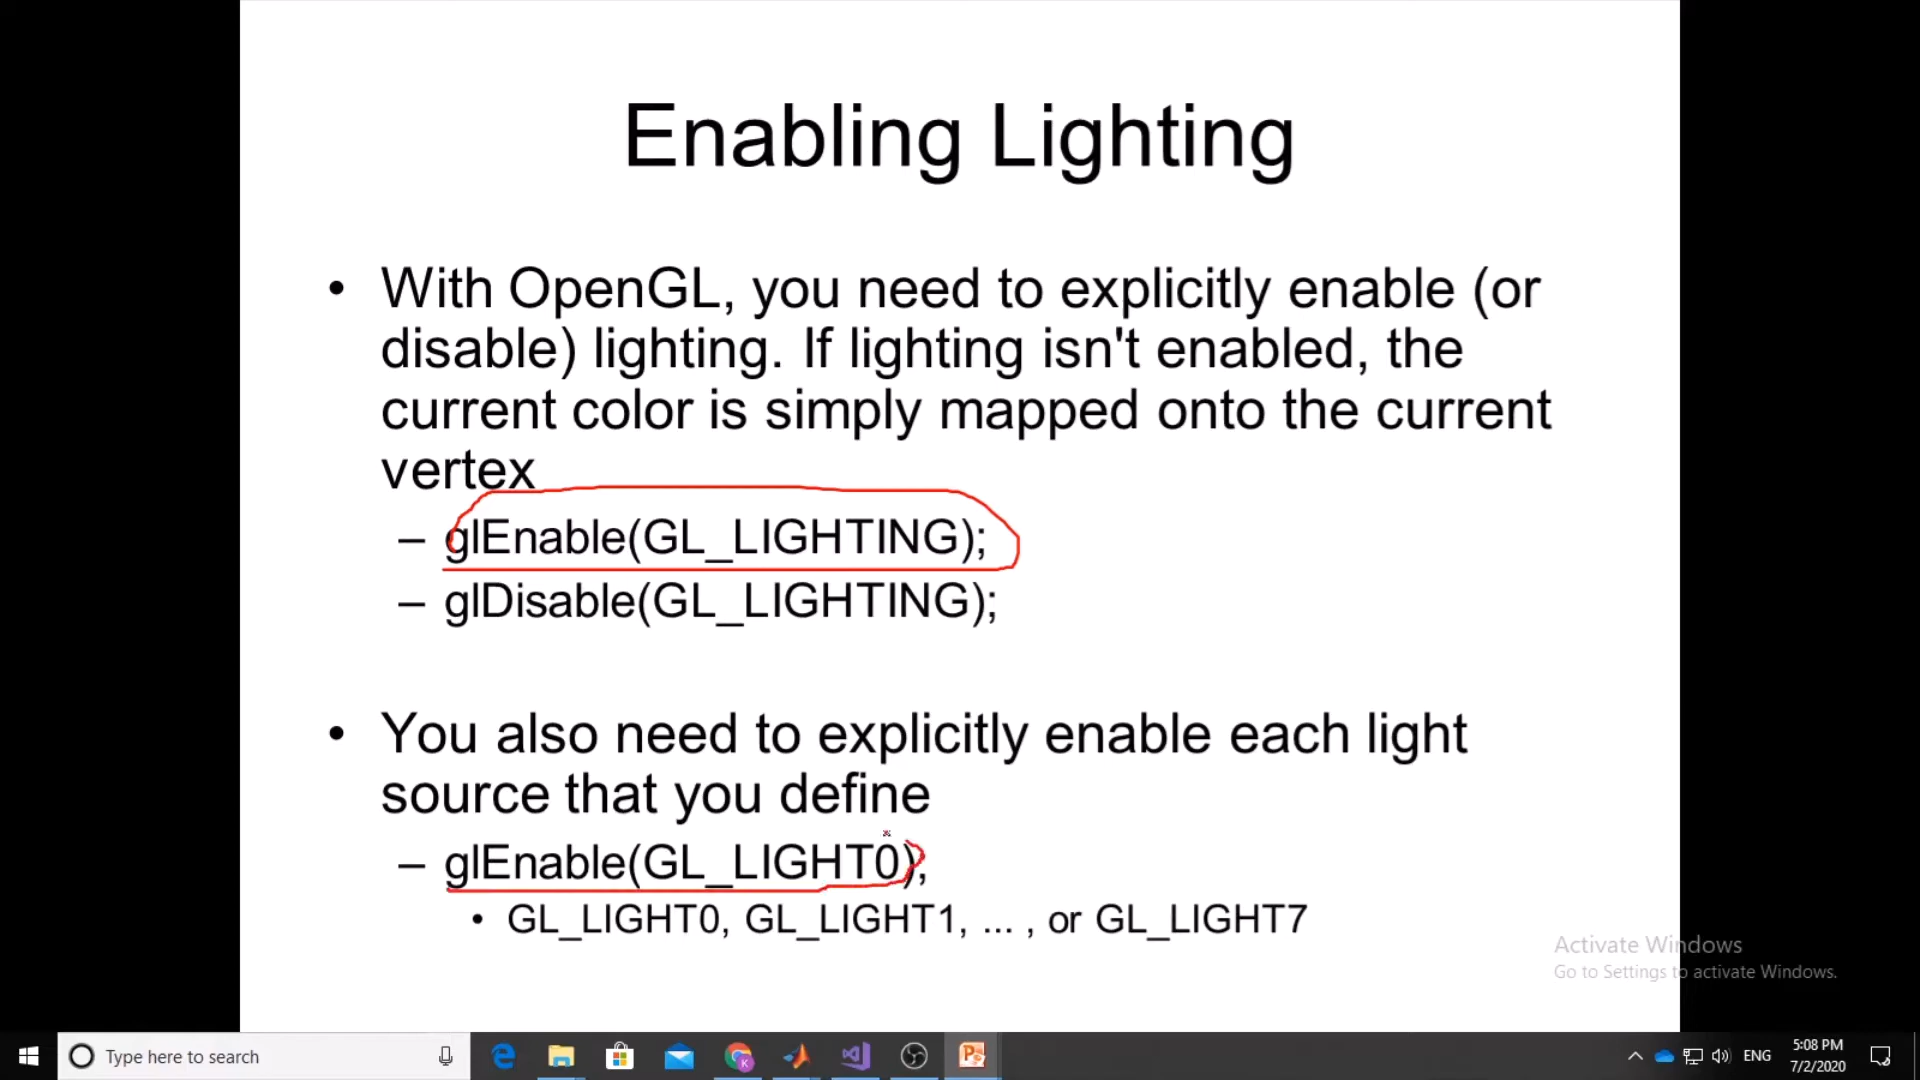 Enabling Lighting
• With OpenGL, you need to explicitly enable (or
disable) lighting. If lighting isn't enabled, the
current color is simply mapped onto the current
vertex
– glEnable(GL_LIGHTING);
– glDisable(GL_LIGHTING);
• You also need to explicitly enable each light
source that you define
– glEnable(GL_LIGHT0);
• GL_LIGHT0, GL_LIGHT1, ... , or GL_LIGHT7
Activate Windows
Go to Settings to activate Windows.
Type here to search
K
ENG
5:08 PM
7/2/2020